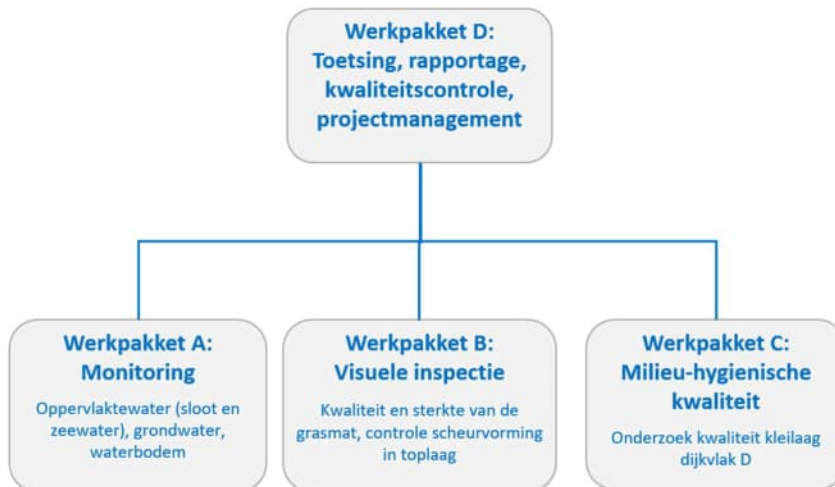 Werkpakket D:
Toetsing, rapportage,
kwaliteitscontrole,
projectmanagement
Werkpakket A:
Monitoring
Oppervlaktewater (sloot en
zeewater), grondwater,
waterbodem
Werkpakket B:
Visuele inspectie
Kwaliteit en sterkte van de
grasmat, controle scheurvorming
in toplaag
Werkpakket C:
Milieu-hygienische
kwaliteit
Onderzoek kwaliteit kleilaag
dijkvlak D